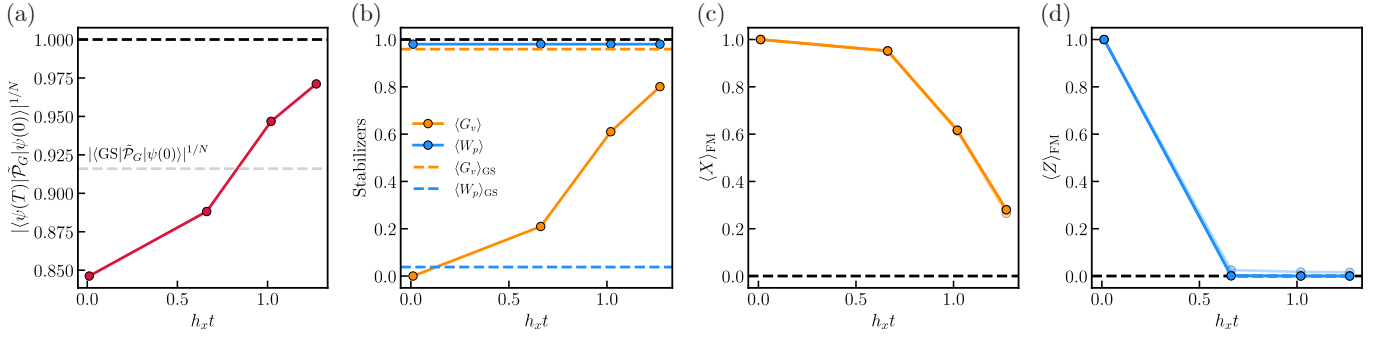 (a)
|⟨ψ(T)|P̃_G|ψ(0)⟩|^{1/N}
1.000
0.975
0.950
0.925
0.900
0.875
0.850
|⟨GS|P̃_G|ψ(0)⟩|^{1/N}
0.0
0.5
1.0
h_x t
(b)
Stabilizers
1.0
0.8
0.6
0.4
0.2
0.0
⟨G_v⟩
⟨W_p⟩
⟨G_v⟩_GS
⟨W_p⟩_GS
0.0
0.5
1.0
h_x t
(c)
⟨X⟩_FM
1.0
0.8
0.6
0.4
0.2
0.0
0.0
0.5
1.0
h_x t
(d)
⟨Z⟩_FM
1.0
0.8
0.6
0.4
0.2
0.0
0.0
0.5
1.0
h_x t